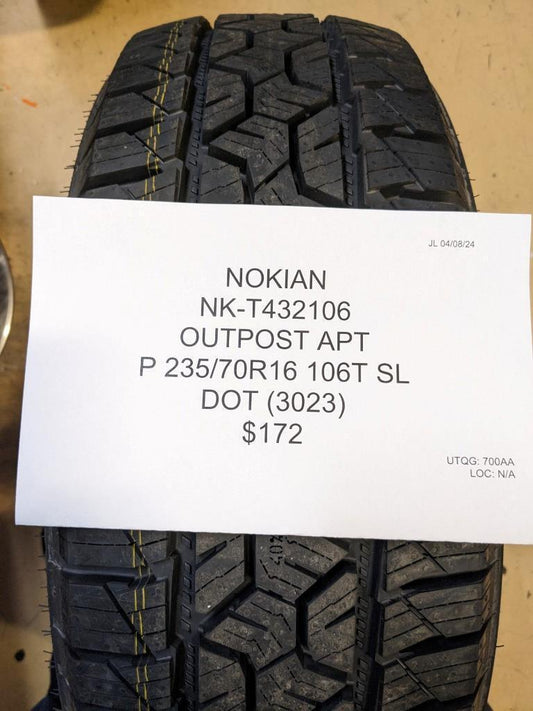 JL 04/08/24
NOKIAN
NK-T432106
OUTPOST APT
P 235/70R16 106T SL
DOT (3023)
$172
UTQG: 700AA
LOC: N/A